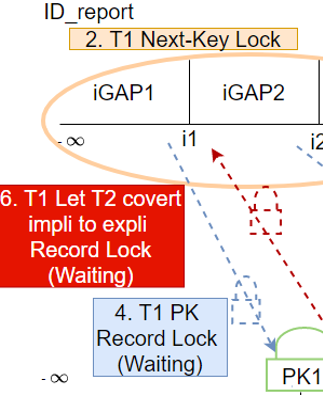 ID_report
2. T1 Next-Key Lock
iGAP1
iGAP2
- ∞
i1
i2
6. T1 Let T2 covert
impli to expli
Record Lock
(Waiting)
4. T1 PK
Record Lock
(Waiting)
- ∞
PK1